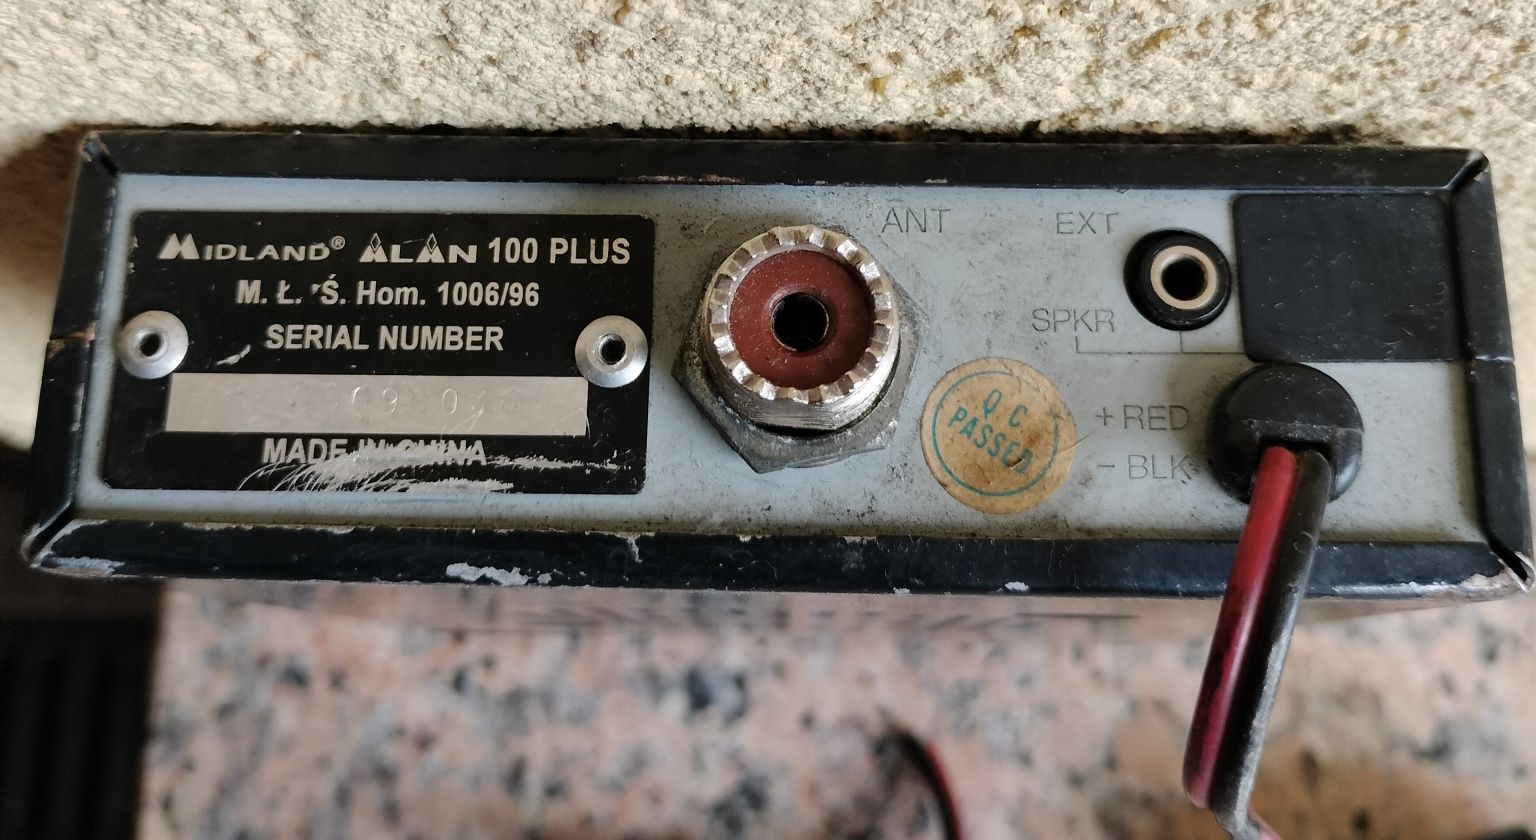 MIDLAND® ALAN 100 PLUS
M. Ł. Ś. Hom. 1006/96
SERIAL NUMBER
MADE IN CHINA
ANT
EXT
SPKR
Q C
PASSED
+ RED
- BLK